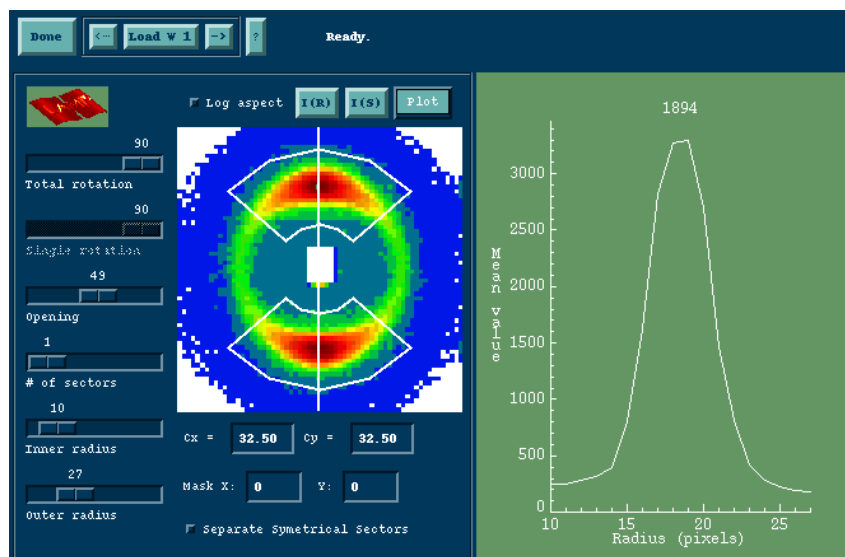 Done <-- Load W 1 --> ? Ready.
Log aspect I(R) I(S) Plot
90
Total rotation
90
Single rotation
49
Opening
1
# of sectors
10
Inner radius
27
Outer radius
Cx = 32.50 Cy = 32.50
Mask X: 0 Y: 0
Separate Symetrical Sectors
1894
3000
2500
2000
1500
1000
500
0
Mean value
10 15 20 25
Radius (pixels)